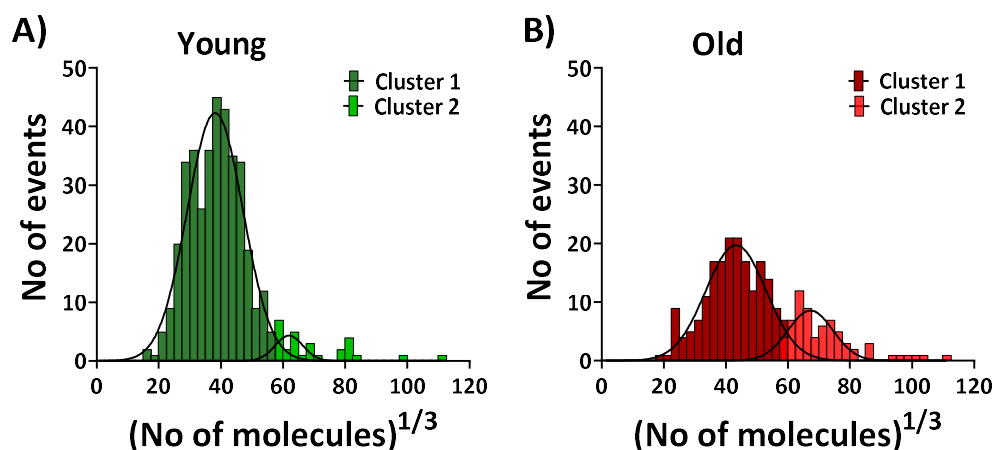 A)
Young
Cluster 1
Cluster 2
No of events
50
40
30
20
10
0
0 20 40 60 80 100 120
(No of molecules)1/3
B)
Old
Cluster 1
Cluster 2
No of events
50
40
30
20
10
0
0 20 40 60 80 100 120
(No of molecules)1/3